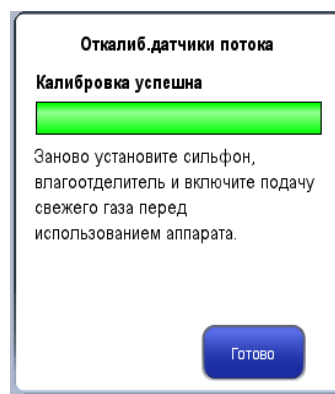 Откалиб.датчики потока
Калибровка успешна
Заново установите сильфон,
влагоотделитель и включите подачу
свежего газа перед
использованием аппарата.
Готово